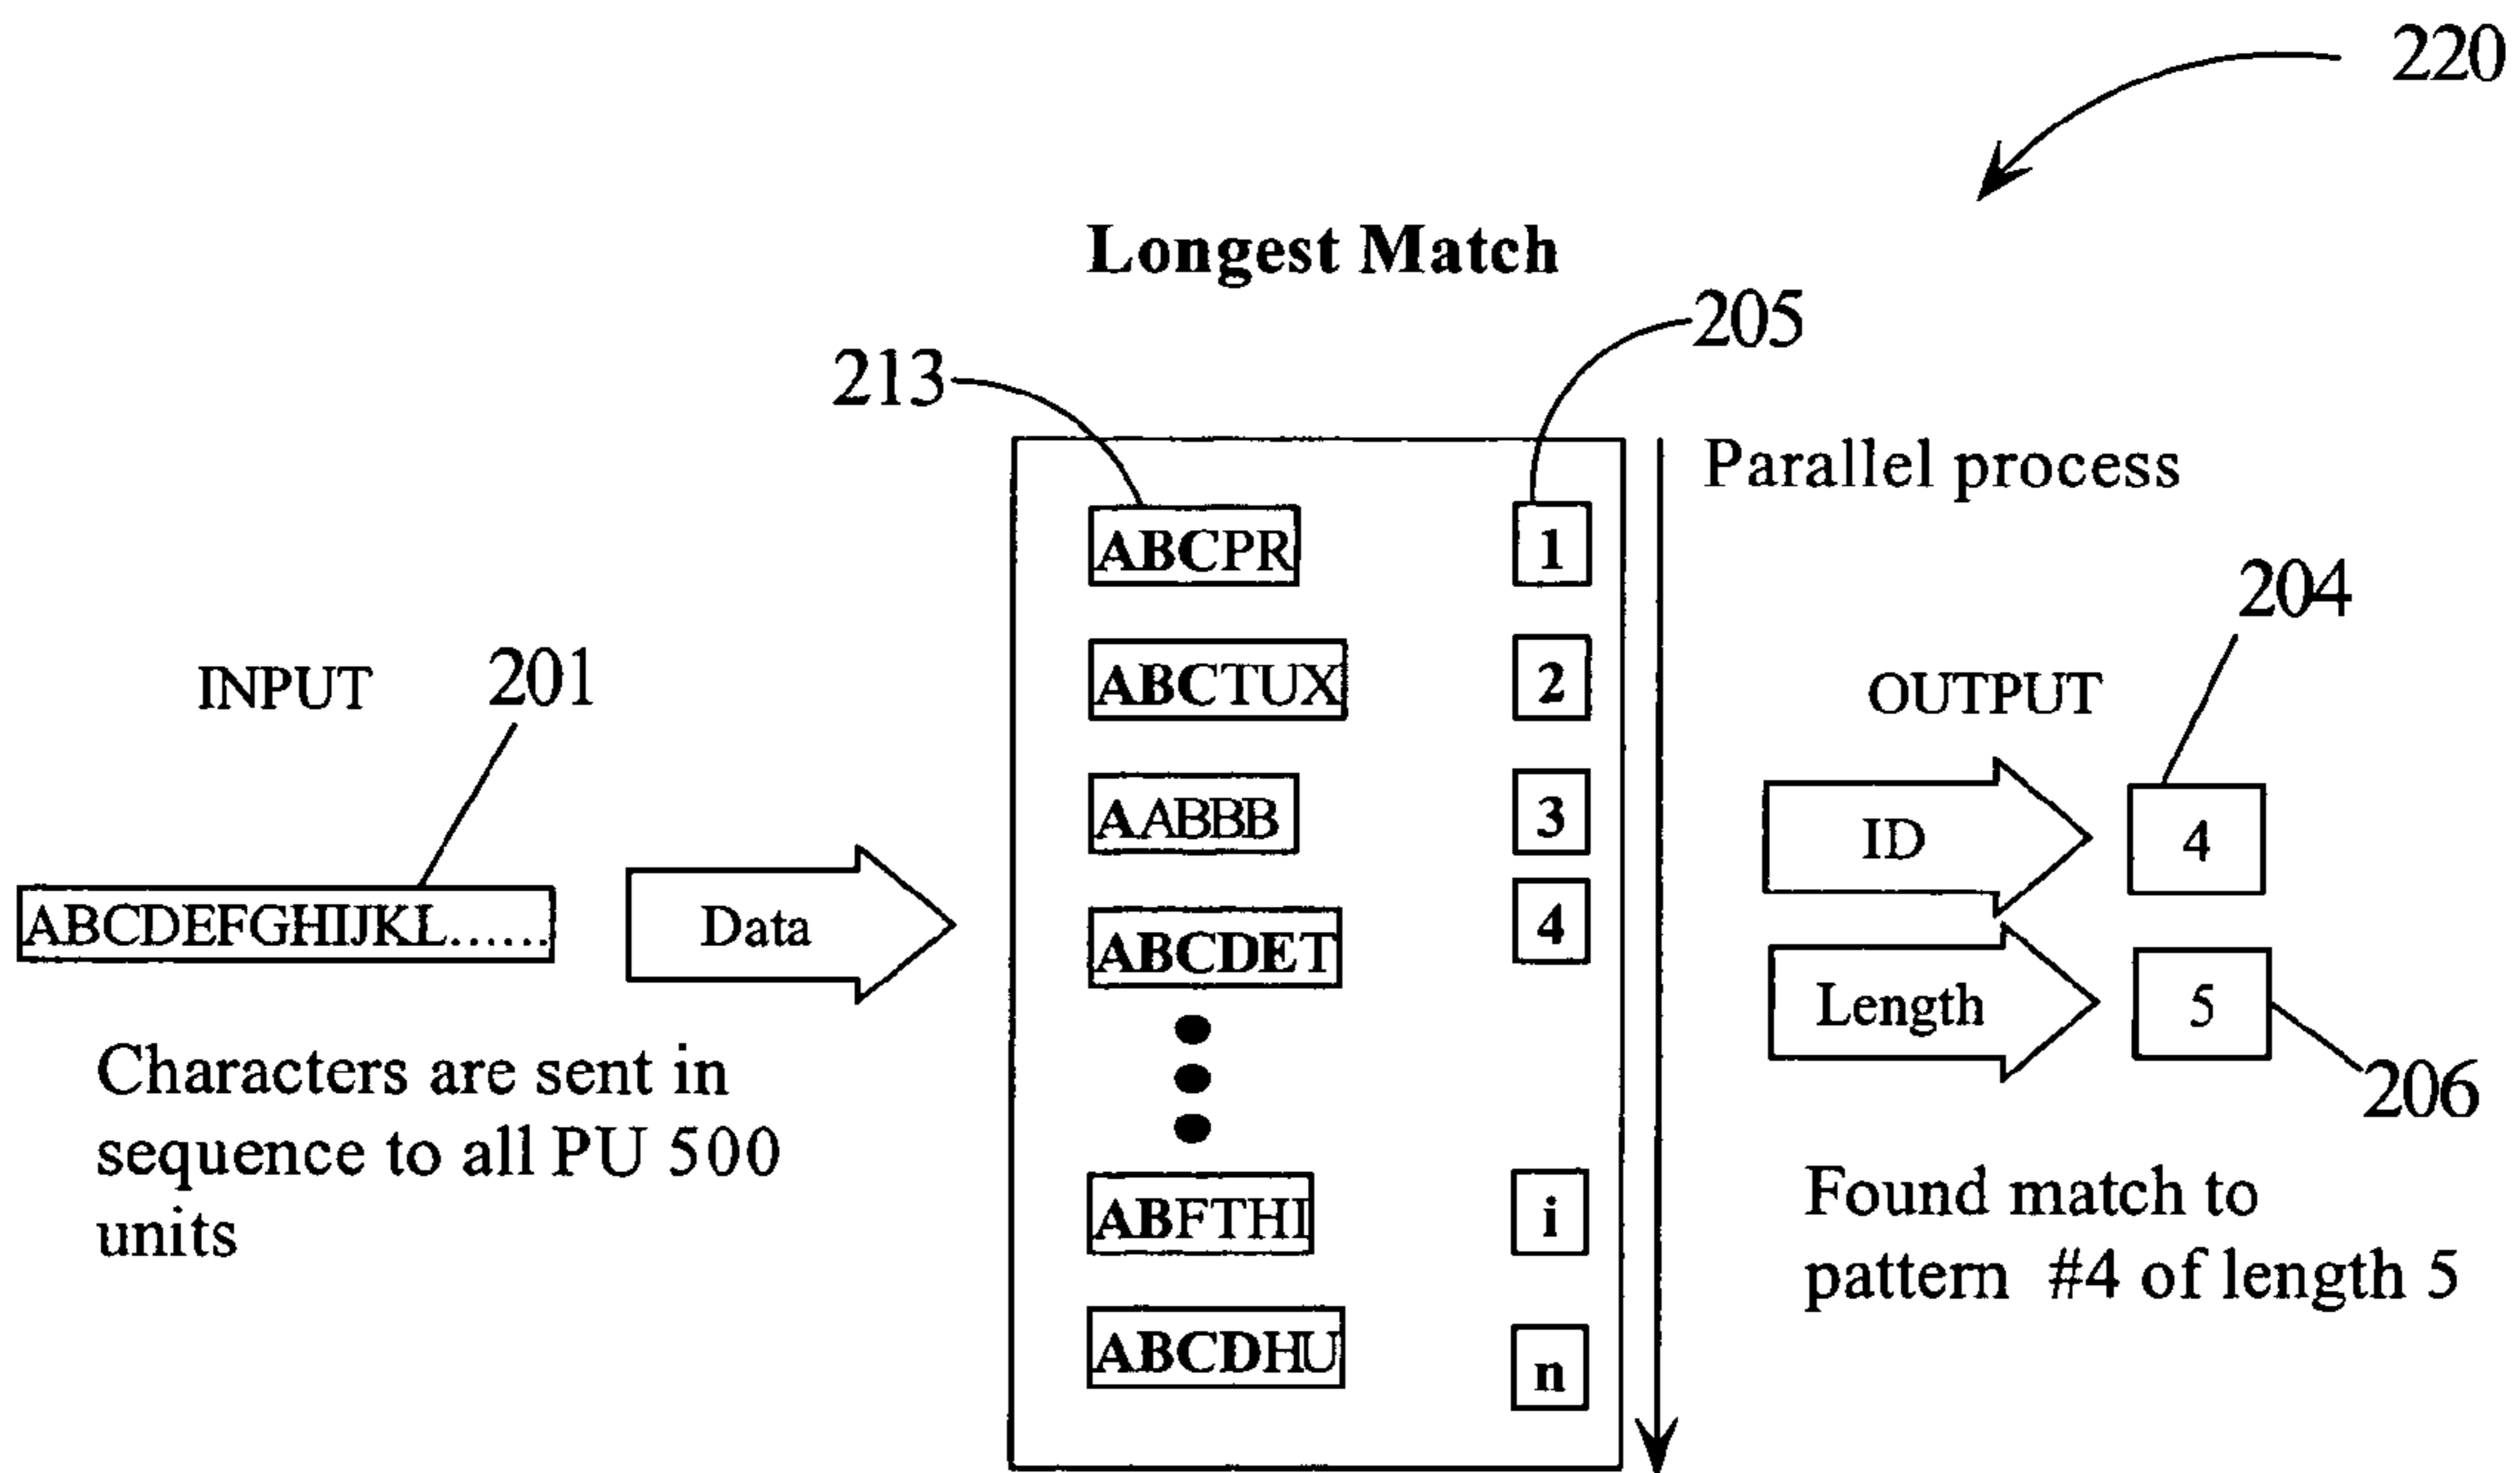 220
Longest Match
205
213
Parallel process
ABCPR
1
204
INPUT
201
ABCTUX
2
OUTPUT
AABBB
3
ID
4
ABCDEFGHIJKL......
Data
ABCDET
4
Length
5
206
Characters are sent in
sequence to all PU 500
units
ABFTHI
i
Found match to
pattern #4 of length 5
ABCDHU
n